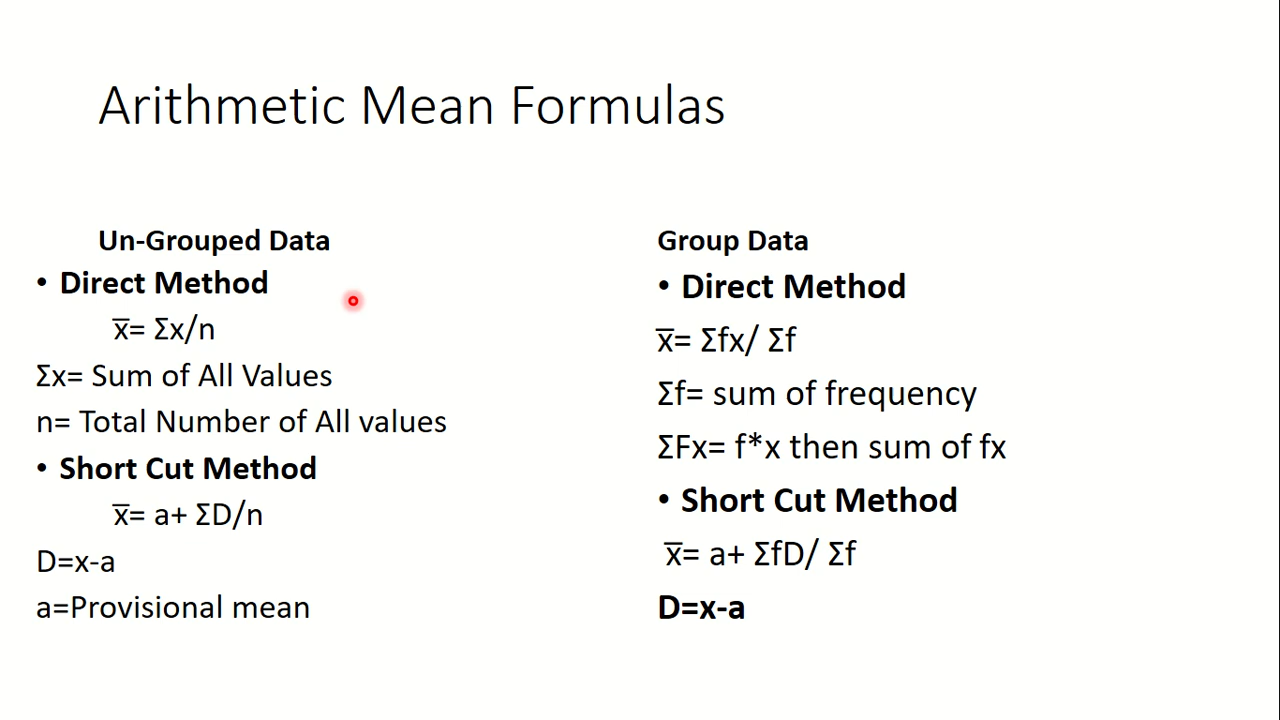 Arithmetic Mean Formulas
Un-Grouped Data
• Direct Method
x̅= Σx/n
Σx= Sum of All Values
n= Total Number of All values
• Short Cut Method
x̅= a+ ΣD/n
D=x-a
a=Provisional mean
Group Data
• Direct Method
x̅= Σfx/ Σf
Σf= sum of frequency
ΣFx= f*x then sum of fx
• Short Cut Method
x̅= a+ ΣfD/ Σf
D=x-a